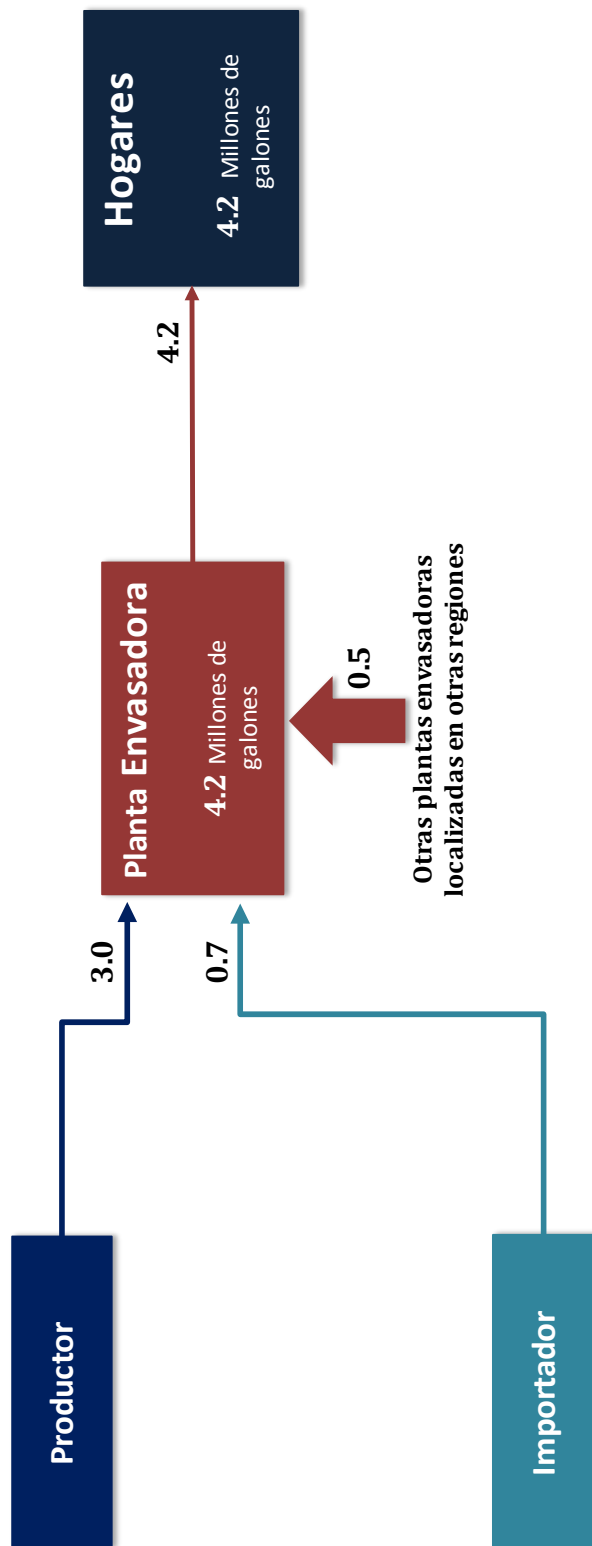 Productor
Importador
3.0
0.7
Planta Envasadora
4.2 Millones de
galones
0.5
Otras plantas envasadoras
localizadas en otras regiones
4.2
Hogares
4.2 Millones de
galones